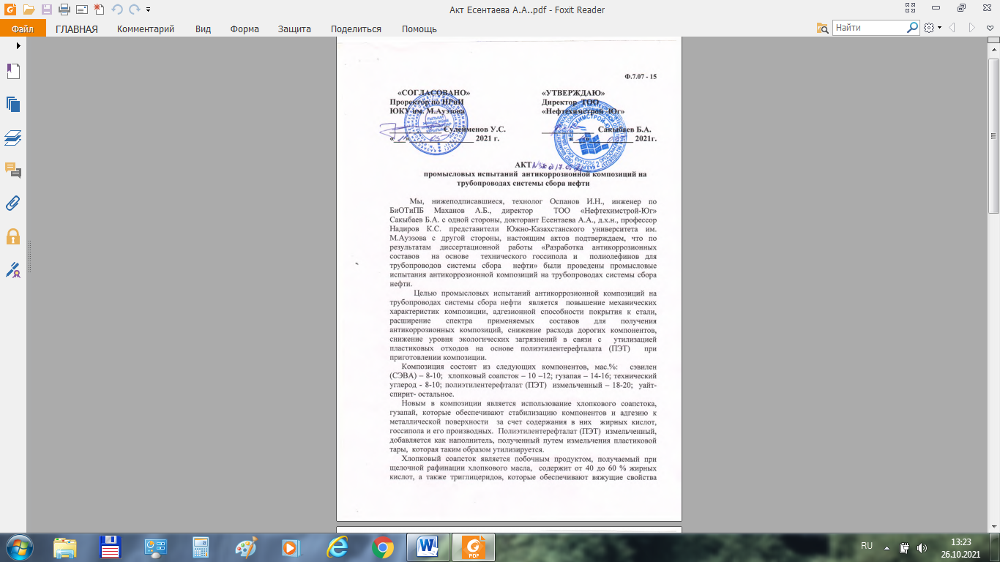 Акт Есентаева А.А..pdf - Foxit Reader
Файл ГЛАВНАЯ Комментарий Вид Форма Защита Поделиться Помощь Найти
Ф.7.07 - 15
«СОГЛАСОВАНО» «УТВЕРЖДАЮ»
Проректор по НРиИ Директор ТОО
ЮКУ им. М.Ауэзова «Нефтехимстрой-Юг»
Сулейменов У.С. Сакыбаев Б.А.
2021 г. 2021г.
АКТ
промысловых испытаний антикоррозионной композиций на
трубопроводах системы сбора нефти
Мы, нижеподписавшиеся, технолог Оспанов И.Н., инженер по
БиОТиПБ Маханов А.Б., директор ТОО «Нефтехимстрой-Юг»
Сакыбаев Б.А. с одной стороны, докторант Есентаева А.А., д.х.н., профессор
Надиров К.С. представители Южно-Казахстанского университета им.
М.Ауэзова с другой стороны, настоящим актов подтверждаем, что по
результатам диссертационной работы «Разработка антикоррозионных
составов на основе технического госсипола и полиолефинов для
трубопроводов системы сбора нефти» были проведены промысловые
испытания антикоррозионной композиций на трубопроводах системы сбора
нефти.
Целью промысловых испытаний антикоррозионной композиций на
трубопроводах системы сбора нефти является повышение механических
характеристик композиции, адгезионной способности покрытия к стали,
расширение спектра применяемых составов для получения
антикоррозионных композиций, снижение расхода дорогих компонентов,
снижение уровня экологических загрязнений в связи с утилизацией
пластиковых отходов на основе полиэтилентерефталата (ПЭТ) при
приготовлении композиции.
Композиция состоит из следующих компонентов, мас.%: сэвилен
(СЭВА) – 8-10; хлопковый соапсток – 10 –12; гузапая – 14-16; технический
углерод - 8-10; полиэтилентерефталат (ПЭТ) измельченный – 18-20; уайт-
спирит- остальное.
Новым в композиции является использование хлопкового соапстока,
гузапай, которые обеспечивают стабилизацию компонентов и адгезию к
металлической поверхности за счет содержания в них жирных кислот,
госсипола и его производных. Полиэтилентерефталат (ПЭТ) измельченный,
добавляется как наполнитель, полученный путем измельчения пластиковой
тары, которая таким образом утилизируется.
Хлопковый соапсток является побочным продуктом, получаемый при
щелочной рафинации хлопкового масла, содержит от 40 до 60 % жирных
кислот, а также триглицеридов, которые обеспечивают вяжущие свойства
RU 13:23
26.10.2021